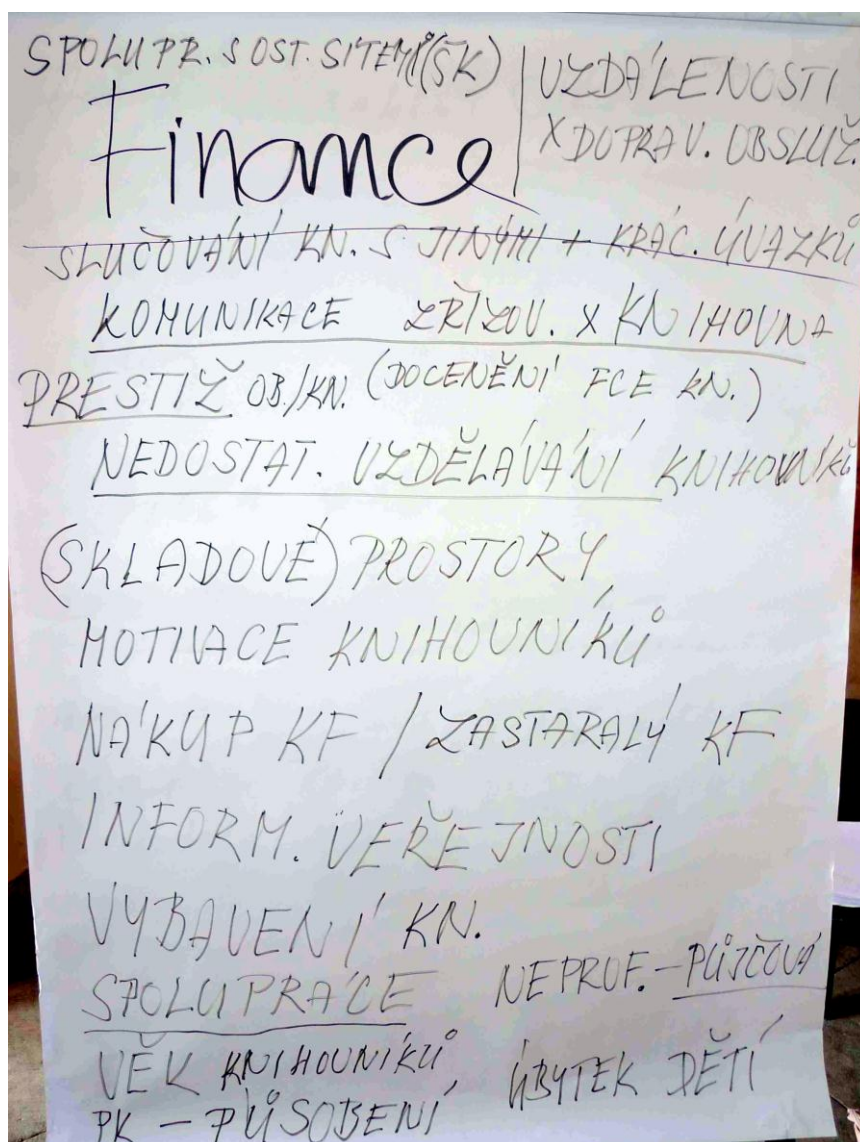 SPOLUPR. S OST. SÍTĚMI (ŠK)
VZDÁLENOSTI
X DOPRAV. OBSLUŽ.
Finance
SLUČOVÁNÍ KN. S JINÝMI + KRÁC. ÚVAZKŮ
KOMUNIKACE ZŘIZOV. X KNIHOVNA
PRESTIŽ OB./KN. (DOCENĚNÍ FCE KN.)
NEDOSTAT. VZDĚLÁVÁNÍ KNIHOVNÍKŮ
(SKLADOVÉ) PROSTORY
MOTIVACE KNIHOVNÍKŮ
NÁKUP KF / ZASTARALÝ KF
INFORM. VEŘEJNOSTI
VYBAVENÍ KN.
SPOLUPRÁCE
NEPROF. – PŮJČOVÁ
VĚK KNIHOVNÍKŮ
ÚBYTEK DĚTÍ
PK – PŮSOBENÍ